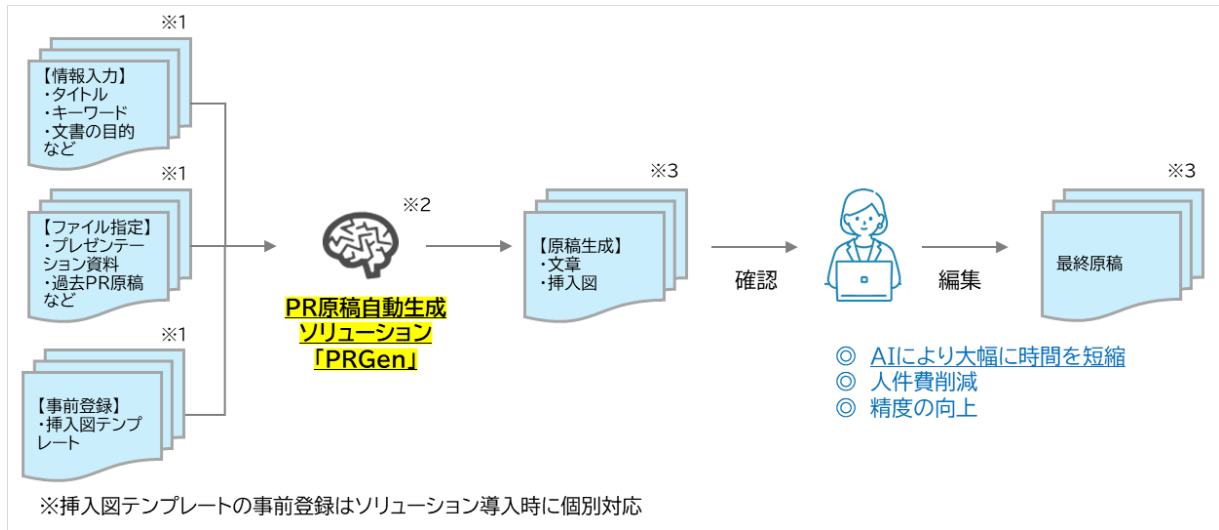 ※1
【情報入力】
・タイトル
・キーワード
・文書の目的
など
※1
【ファイル指定】
・プレゼンテー
ション資料
・過去PR原稿
など
※1
【事前登録】
・挿入図テンプ
レート
※2
PR原稿自動生成
ソリューション
「PRGen」
※3
【原稿生成】
・文章
・挿入図
確認
編集
※3
最終原稿
◎ AIにより大幅に時間を短縮
◎ 人件費削減
◎ 精度の向上
※挿入図テンプレートの事前登録はソリューション導入時に個別対応